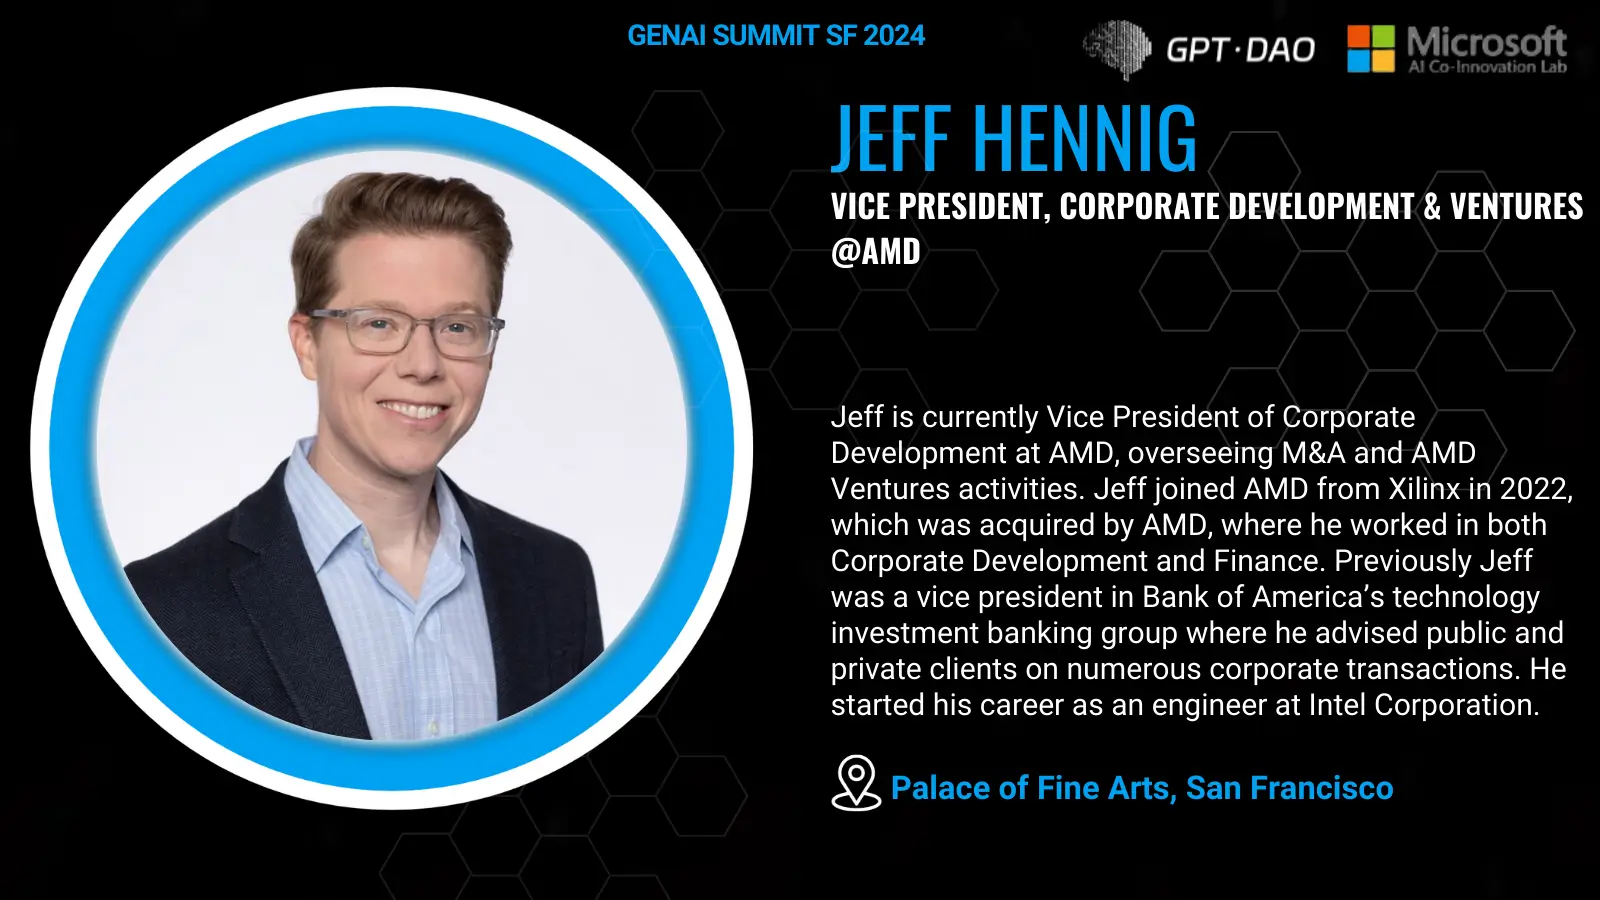 GENAI SUMMIT SF 2024
GPT·DAO
Microsoft
AI Co-Innovation Lab
JEFF HENNIG
VICE PRESIDENT, CORPORATE DEVELOPMENT & VENTURES
@AMD
Jeff is currently Vice President of Corporate
Development at AMD, overseeing M&A and AMD
Ventures activities. Jeff joined AMD from Xilinx in 2022,
which was acquired by AMD, where he worked in both
Corporate Development and Finance. Previously Jeff
was a vice president in Bank of America’s technology
investment banking group where he advised public and
private clients on numerous corporate transactions. He
started his career as an engineer at Intel Corporation.
Palace of Fine Arts, San Francisco